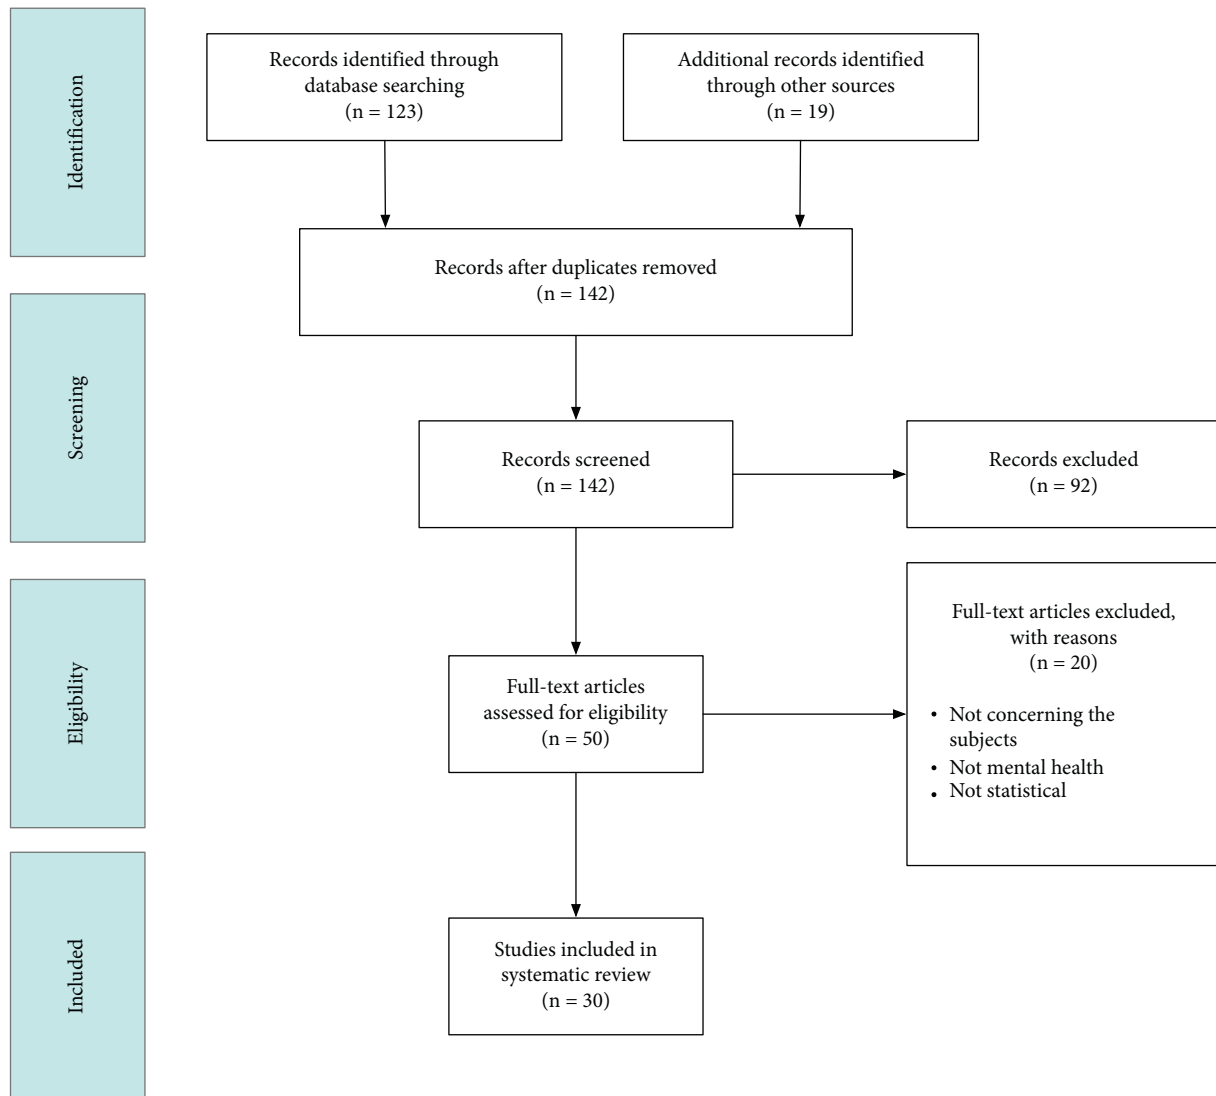 Identification
Records identified through
database searching
(n = 123)
Additional records identified
through other sources
(n = 19)
Records after duplicates removed
(n = 142)
Screening
Records screened
(n = 142)
Records excluded
(n = 92)
Eligibility
Full-text articles
assessed for eligibility
(n = 50)
Full-text articles excluded,
with reasons
(n = 20)
• Not concerning the
subjects
• Not mental health
• Not statistical
Included
Studies included in
systematic review
(n = 30)